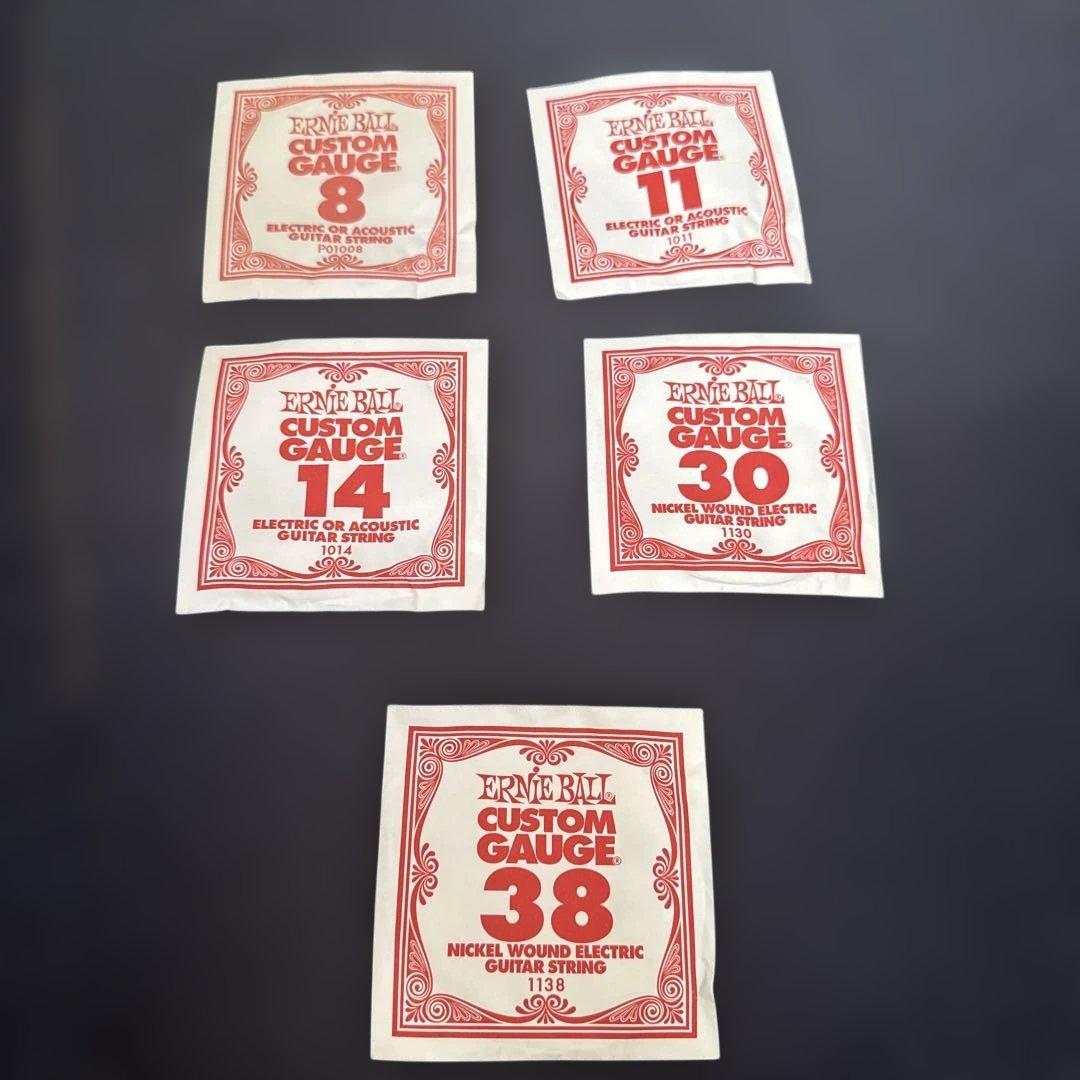 ERNIE BALL
CUSTOM
GAUGE®
8
ELECTRIC OR ACOUSTIC
GUITAR STRING
PO1008
ERNIE BALL
CUSTOM
GAUGE®
11
ELECTRIC OR ACOUSTIC
GUITAR STRING
1011
ERNIE BALL®
CUSTOM
GAUGE®
14
ELECTRIC OR ACOUSTIC
GUITAR STRING
1014
ERNIE BALL®
CUSTOM
GAUGE®
30
NICKEL WOUND ELECTRIC
GUITAR STRING
1130
ERNIE BALL®
CUSTOM
GAUGE®
38
NICKEL WOUND ELECTRIC
GUITAR STRING
1138